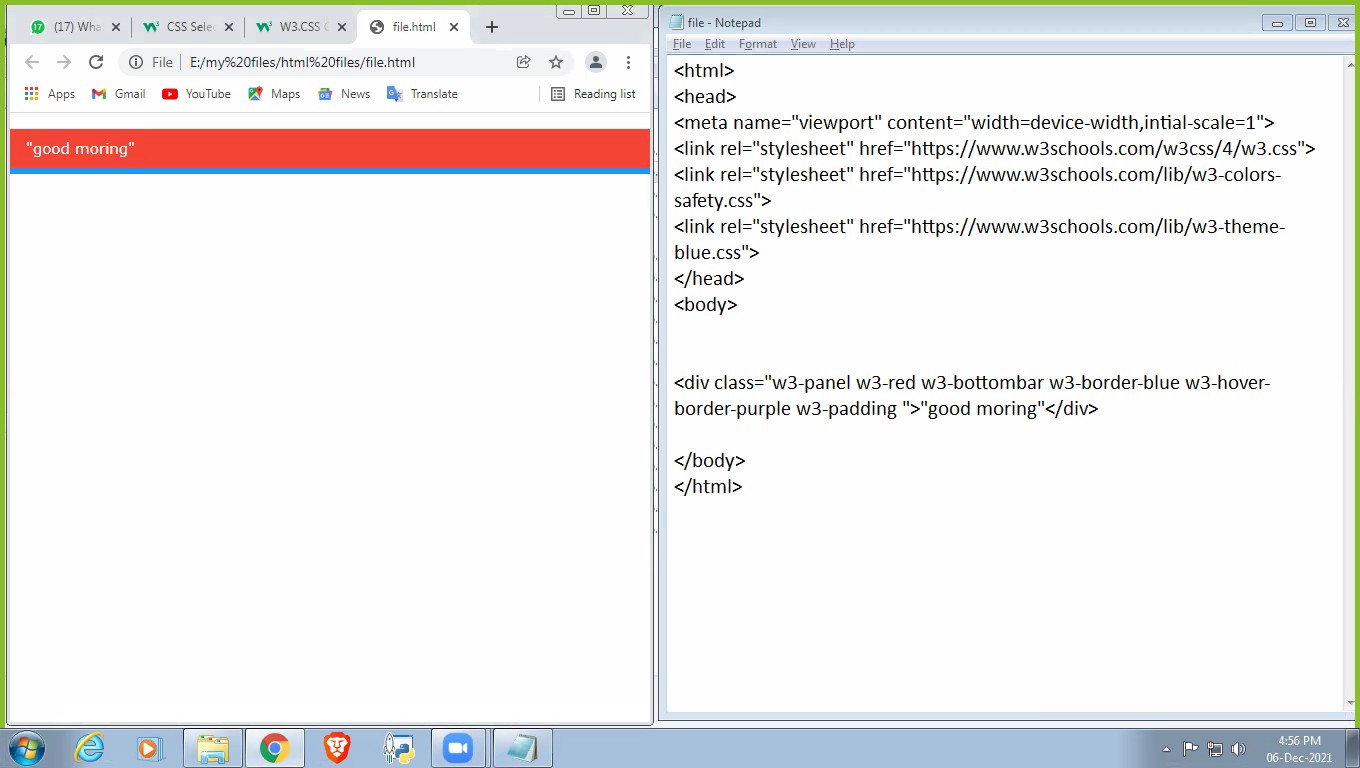 (17) Wha
CSS Selec
W3.CSS C
file.html
File
E:/my%20files/html%20files/file.html
Apps
Gmail
YouTube
Maps
News
Translate
Reading list
"good moring"
file - Notepad
File Edit Format View Help
<html>
<head>
<meta name="viewport" content="width=device-width,intial-scale=1">
<link rel="stylesheet" href="https://www.w3schools.com/w3css/4/w3.css">
<link rel="stylesheet" href="https://www.w3schools.com/lib/w3-colors-
safety.css">
<link rel="stylesheet" href="https://www.w3schools.com/lib/w3-theme-
blue.css">
</head>
<body>
<div class="w3-panel w3-red w3-bottombar w3-border-blue w3-hover-
border-purple w3-padding ">"good moring"</div>
</body>
</html>
4:56 PM
06-Dec-2021